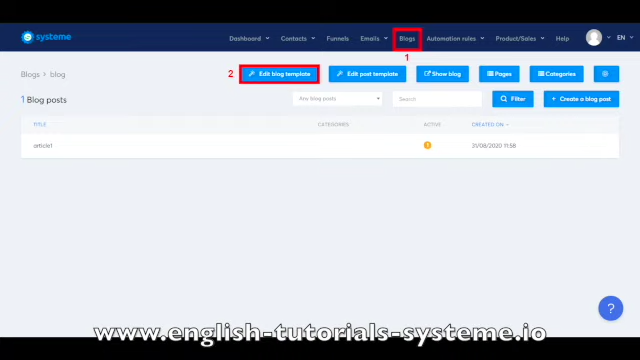 systeme
Dashboard Contacts Funnels Emails Blogs Automation rules Product/Sales Help EN
1
Blogs > blog
2 Edit blog template Edit post template Show blog Pages Categories
1 Blog posts Any blog posts Search Filter + Create a blog post
TITLE CATEGORIES ACTIVE CREATED ON
article1 31/08/2020 11:58
?
www.english-tutorials-systeme.io